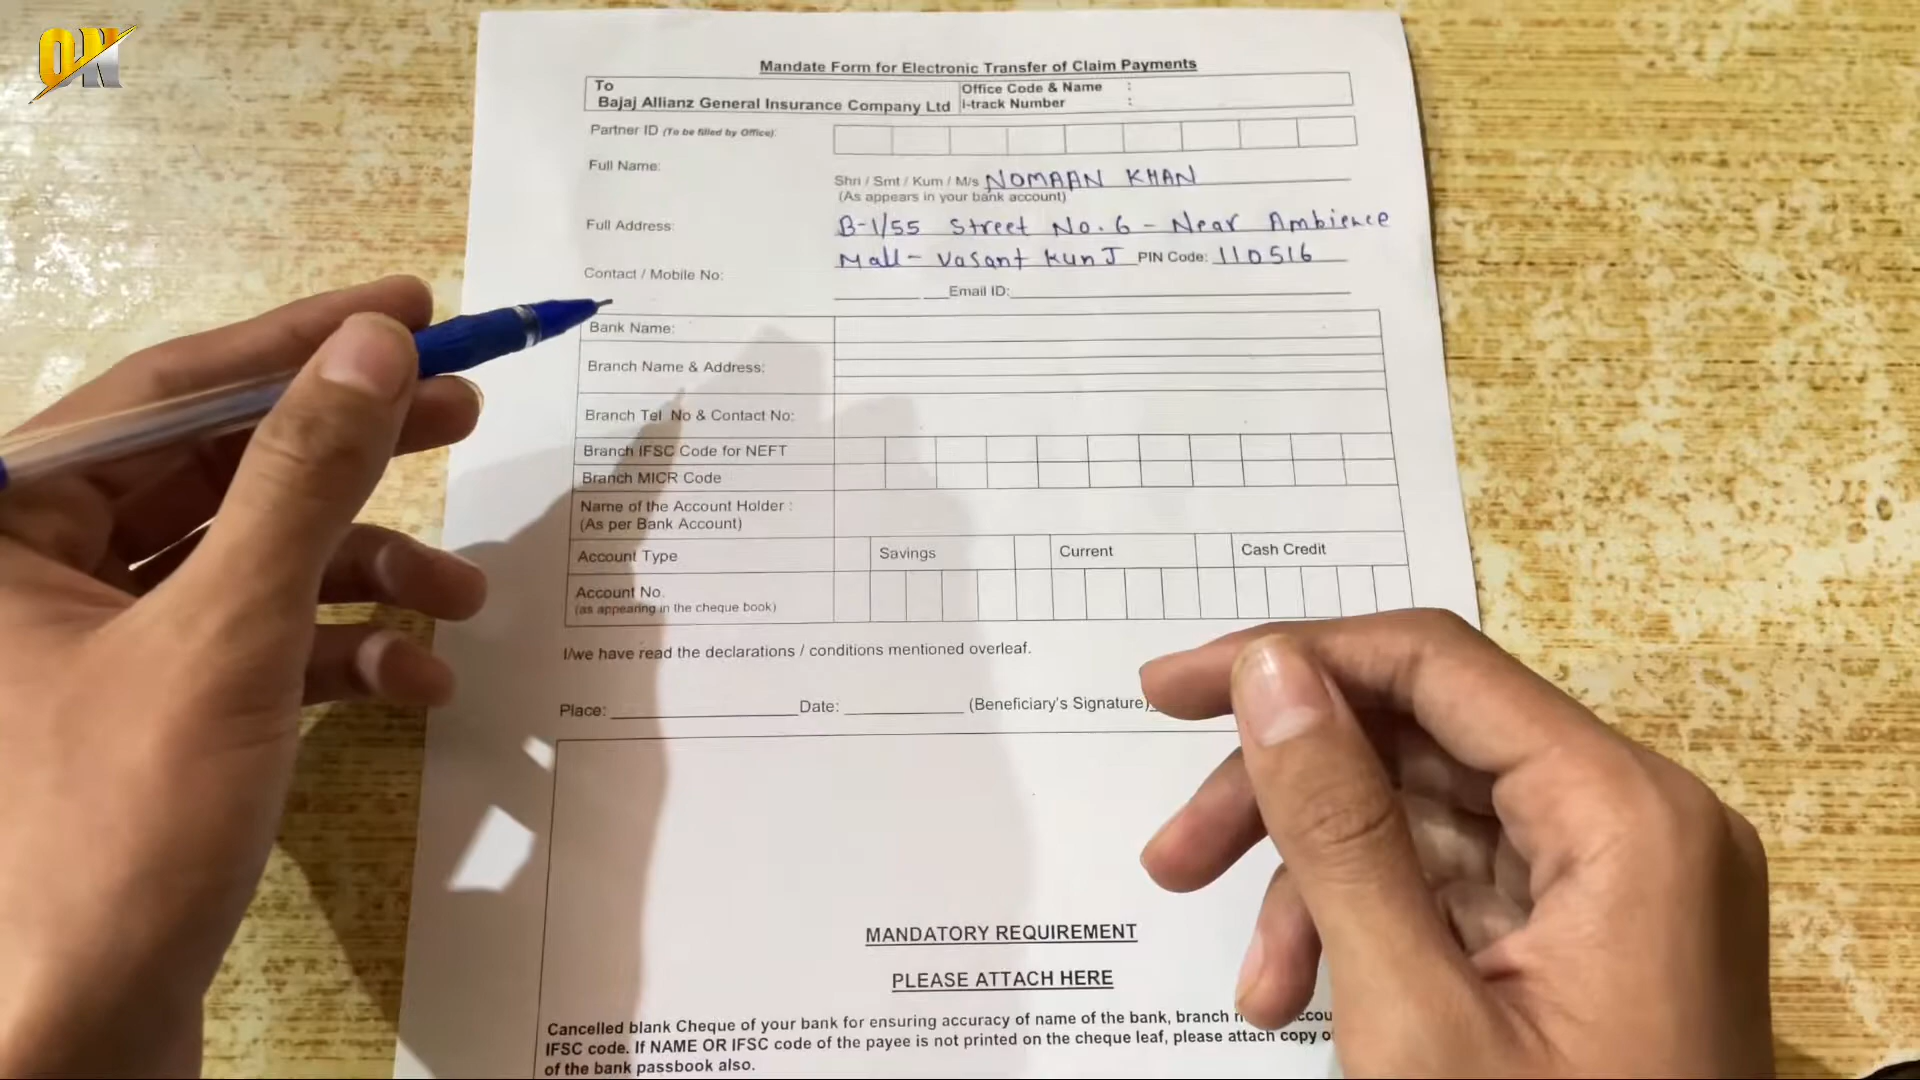 ON
Mandate Form for Electronic Transfer of Claim Payments
To
Bajaj Allianz General Insurance Company Ltd
Office Code & Name :
i-track Number :
Partner ID (To be filled by Office):
Full Name:
Shri / Smt / Kum / M/s NOMAAN KHAN
(As appears in your bank account)
Full Address: B-1/55 Street No.6 - Near Ambience
Mall - Vasant Kunj PIN Code: 110516
Contact / Mobile No:
Email ID:
Bank Name:
Branch Name & Address:
Branch Tel No & Contact No:
Branch IFSC Code for NEFT
Branch MICR Code
Name of the Account Holder :
(As per Bank Account)
Account Type Savings Current Cash Credit
Account No.
(as appearing in the cheque book)
I/we have read the declarations / conditions mentioned overleaf.
Place: Date: (Beneficiary's Signature)
MANDATORY REQUIREMENT
PLEASE ATTACH HERE
Cancelled blank Cheque of your bank for ensuring accuracy of name of the bank, branch
IFSC code. If NAME OR IFSC code of the payee is not printed on the cheque leaf, please attach copy
of the bank passbook also.